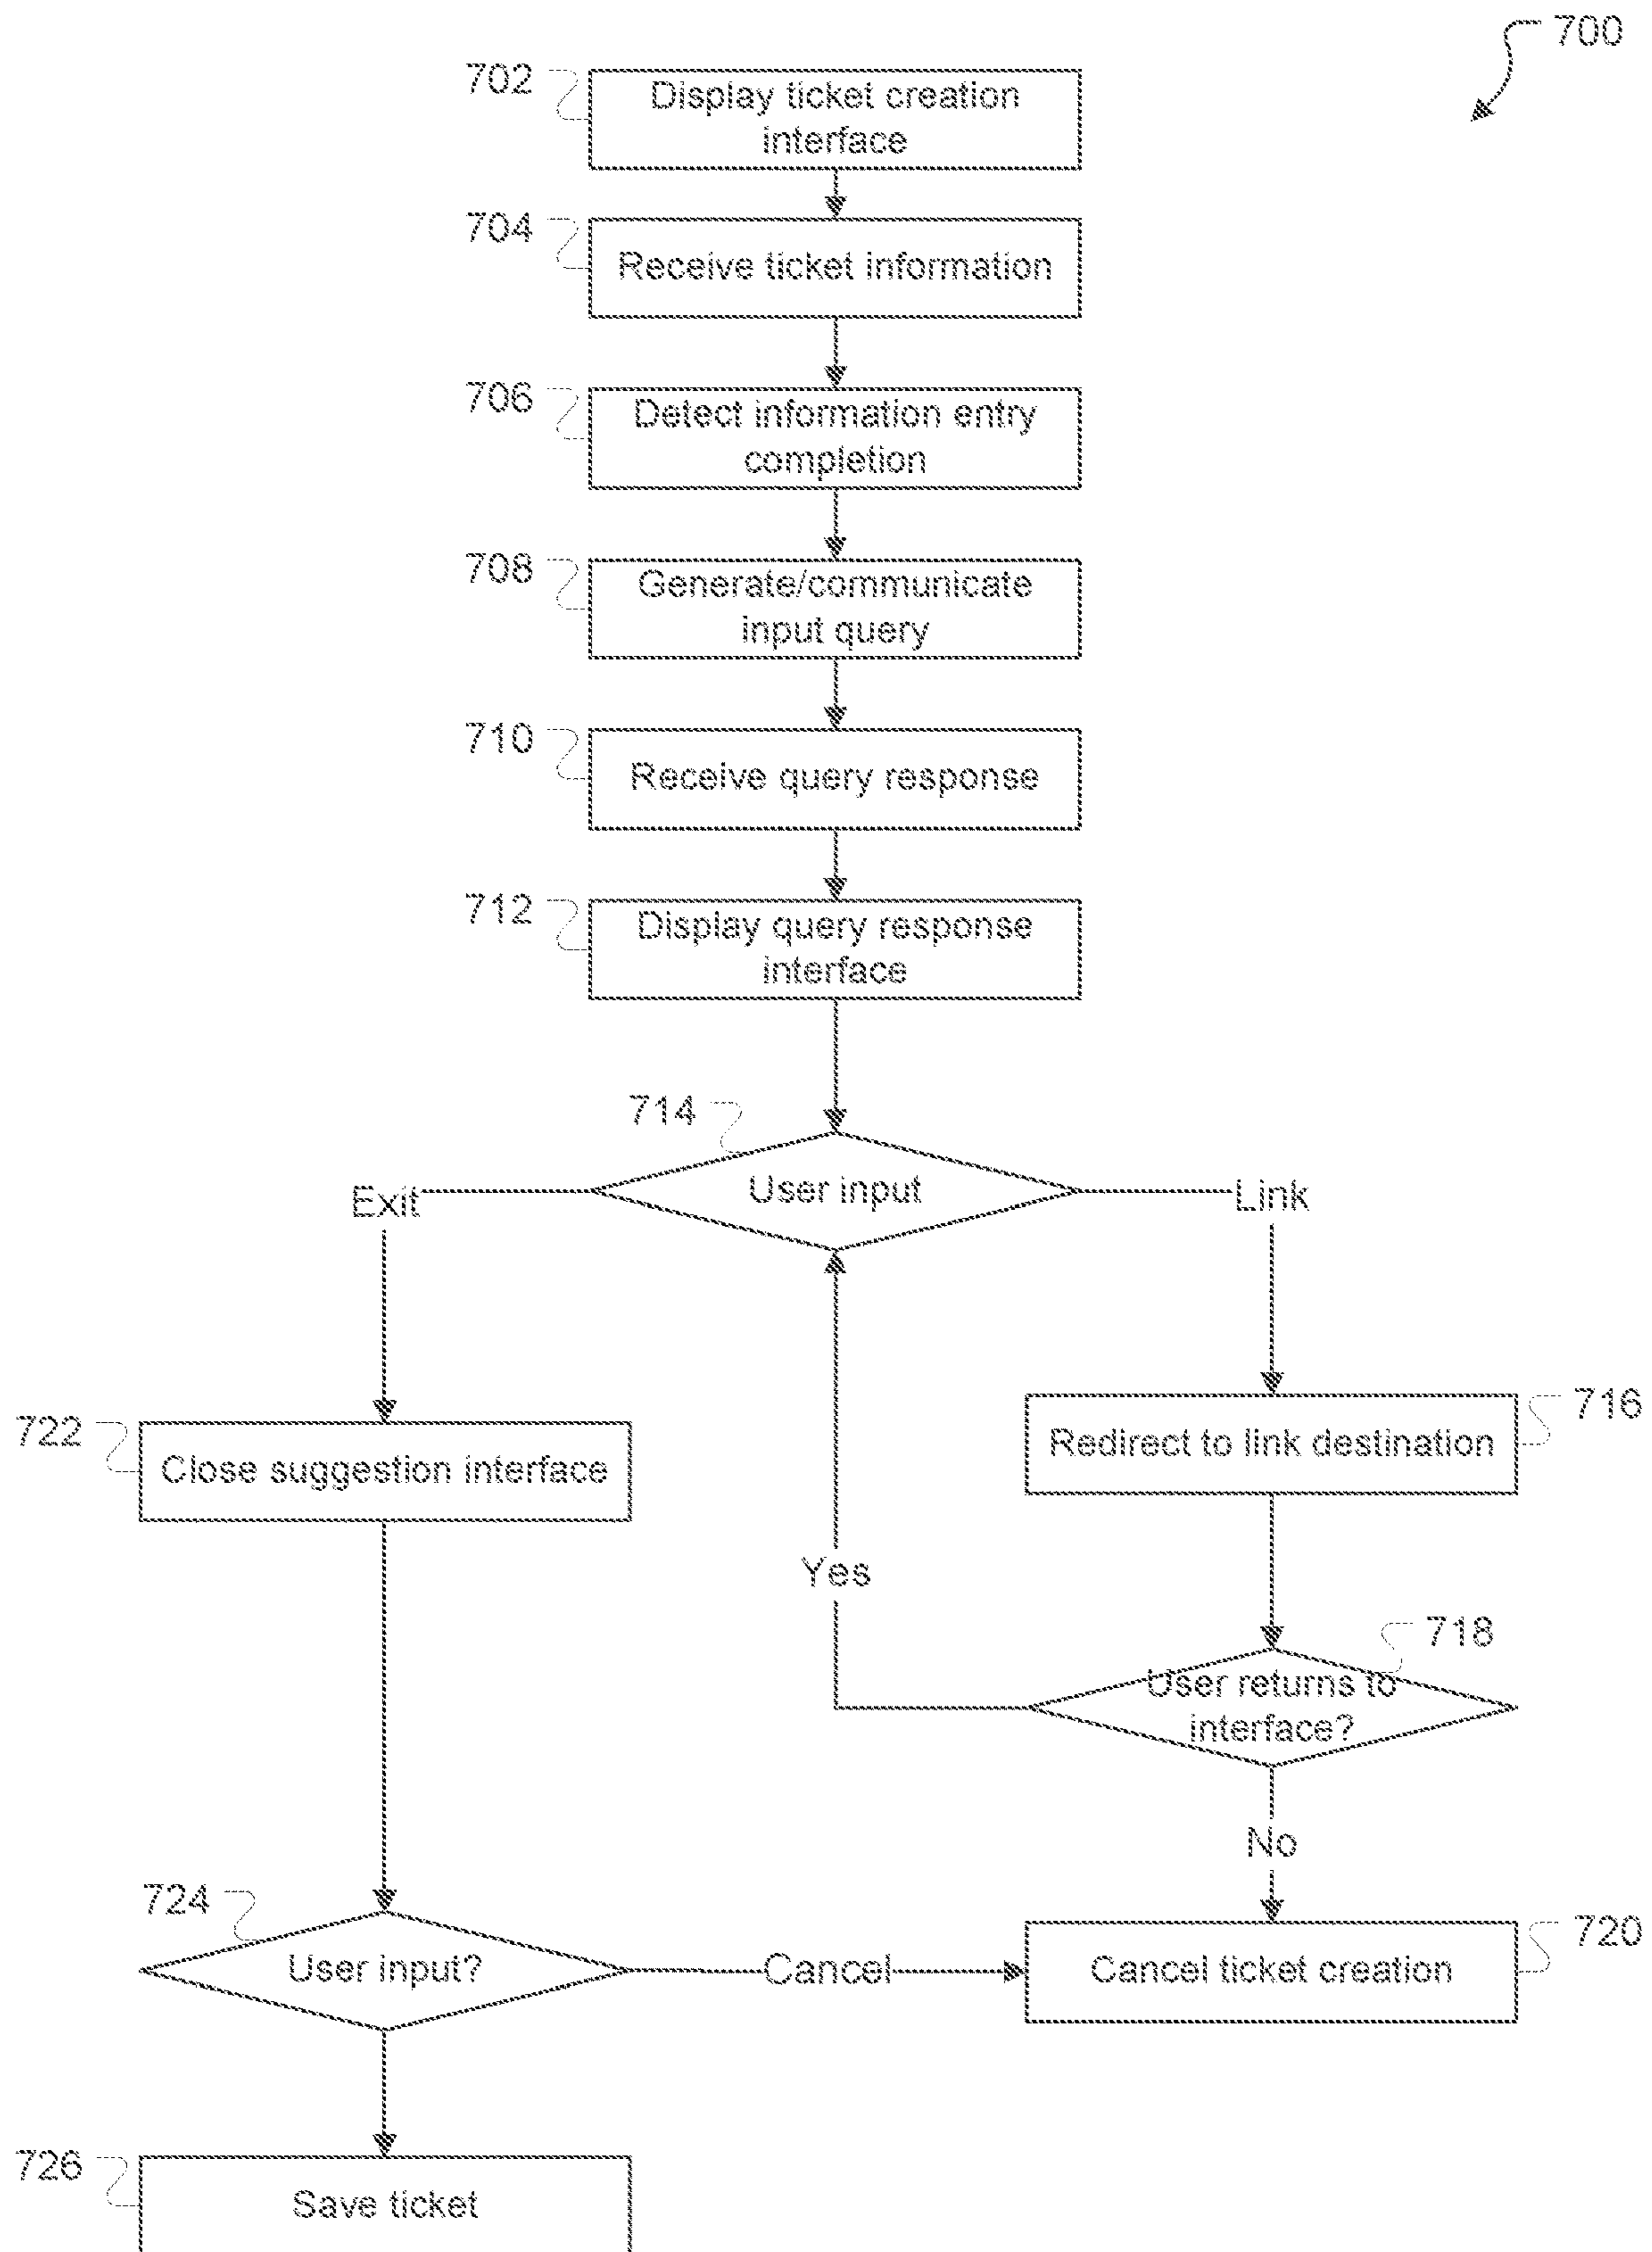 700
702
Display ticket creation
interface
704
Receive ticket information
706
Detect information entry
completion
708
Generate/communicate
input query
710
Receive query response
712
Display query response
interface
714
User input
Exit
Link
722
Close suggestion interface
716
Redirect to link destination
Yes
718
User returns to
interface?
No
724
User input?
Cancel
720
Cancel ticket creation
726
Save ticket